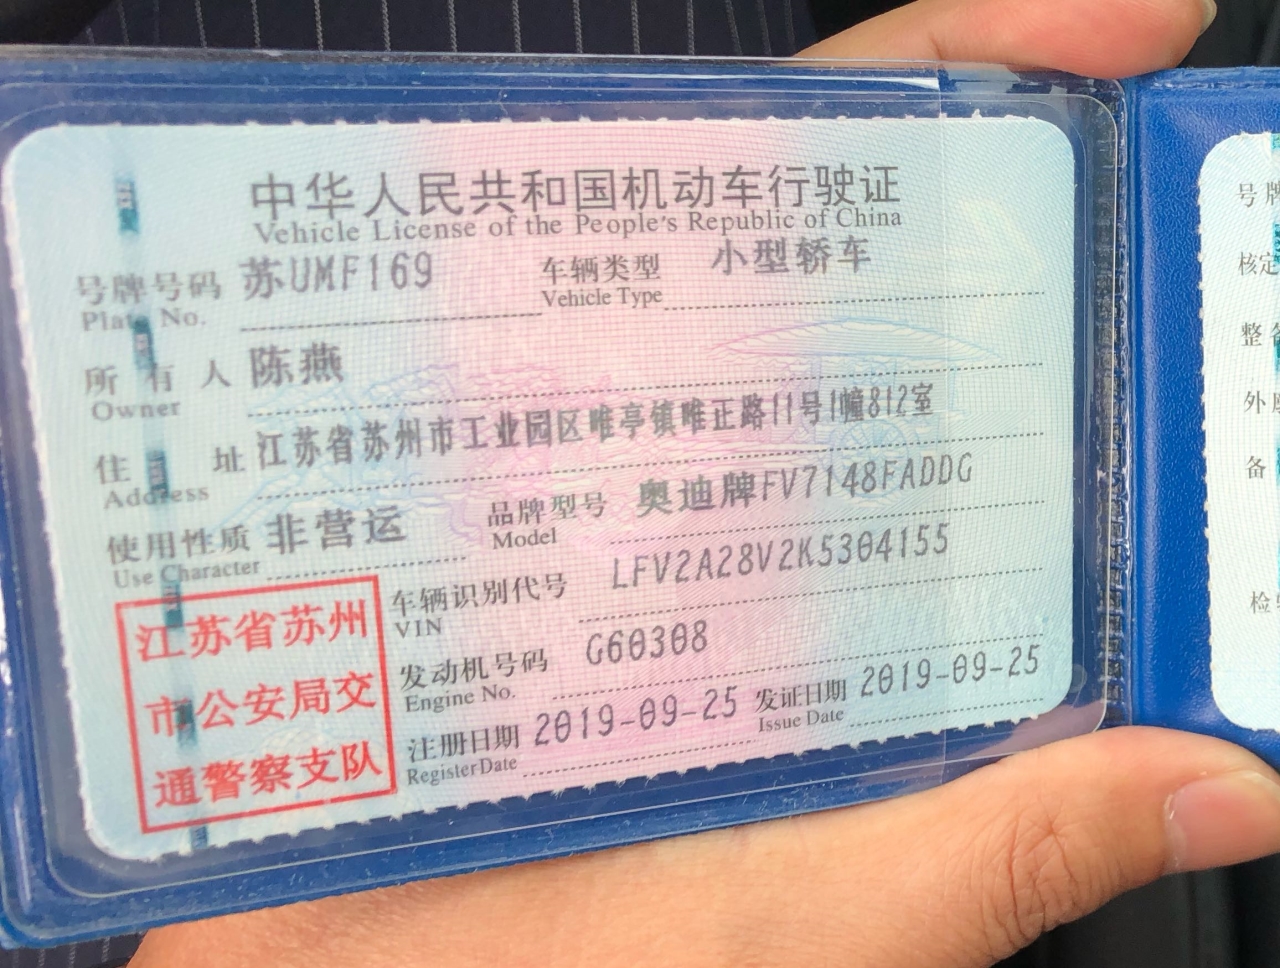 中华人民共和国机动车行驶证
Vehicle License of the People's Republic of China
号牌号码 苏UMF169 车辆类型 小型轿车
Plate No. Vehicle Type
所有人 陈燕
Owner
住址 江苏省苏州市工业园区唯亭镇唯正路11号1幢812室
Address
使用性质 非营运 品牌型号 奥迪牌FV7148FADDG
Use Character Model
车辆识别代号 LFV2A28V2K5304155
VIN
发动机号码 G60308
Engine No.
注册日期 2019-09-25 发证日期 2019-09-25
Register Date Issue Date
江苏省苏州
市公安局交
通警察支队
号牌
核定
整备
外
备
检